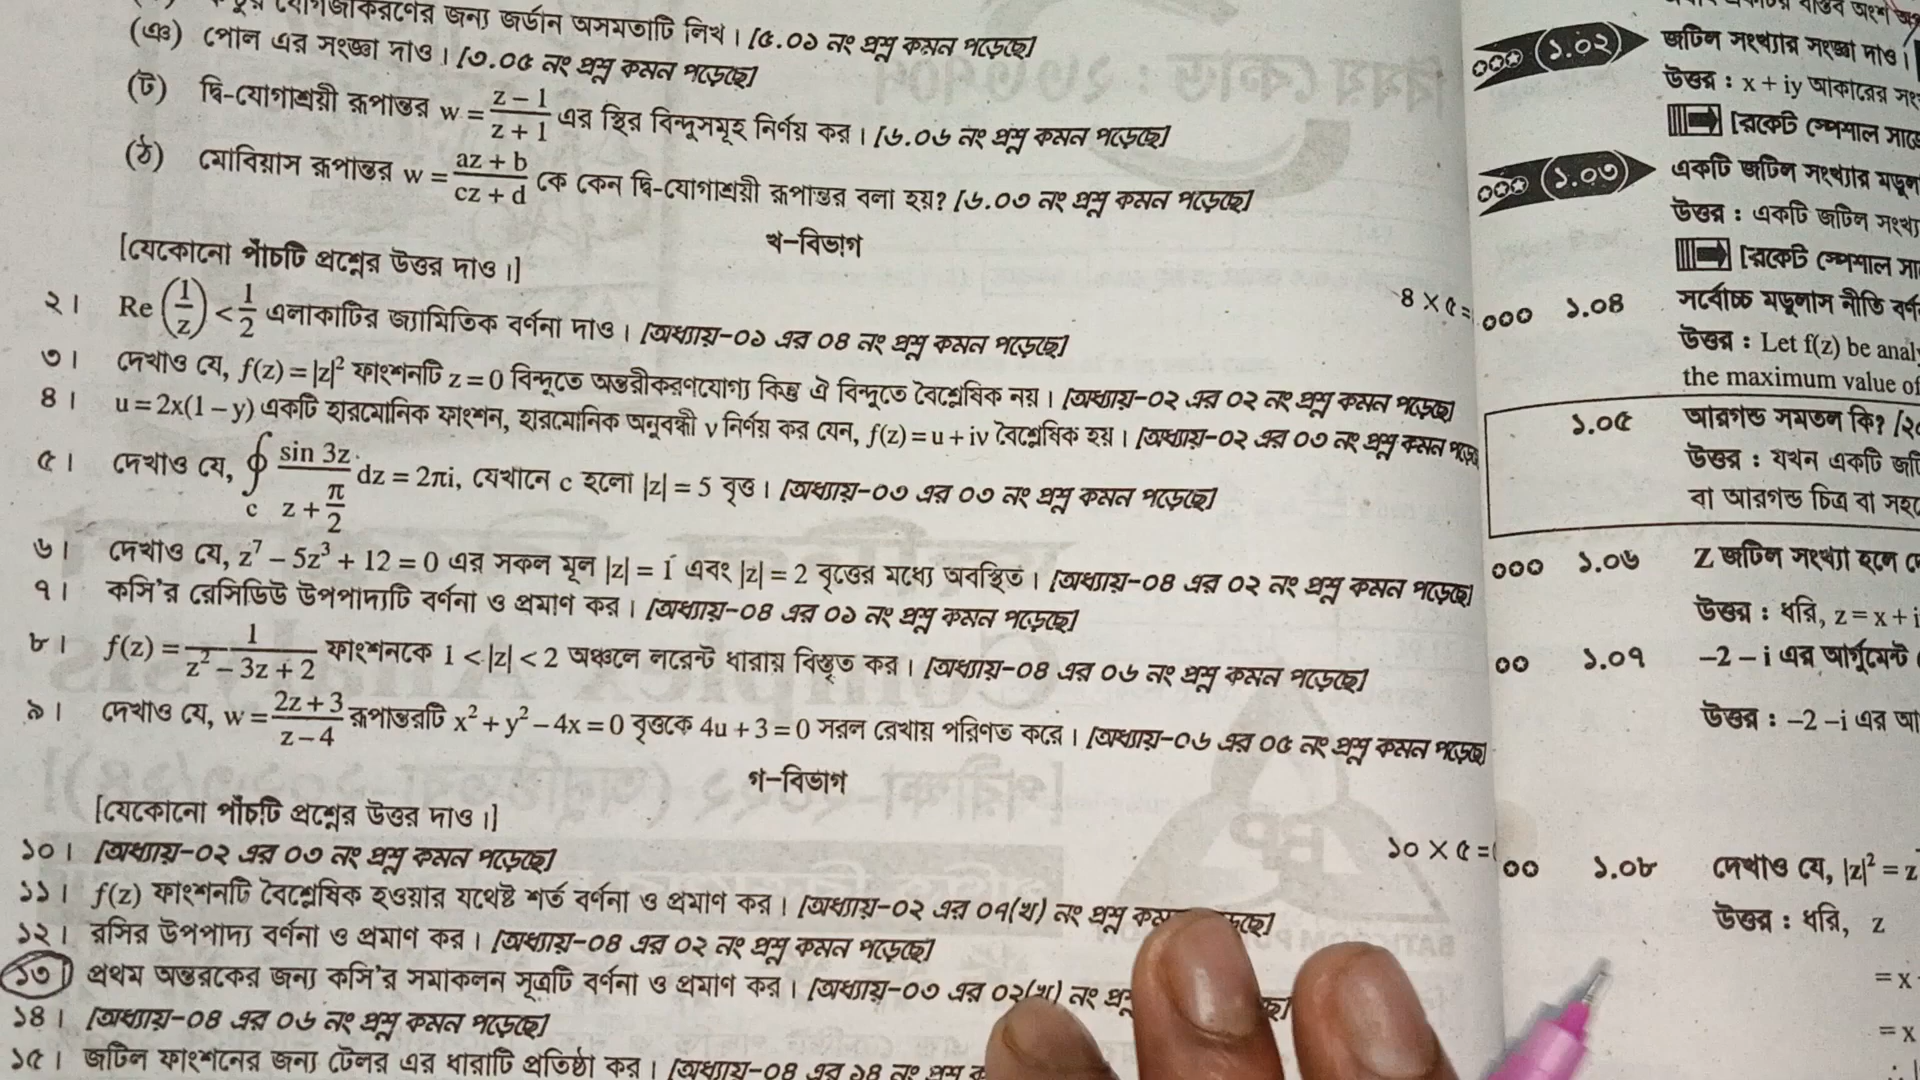 যোগজীকরণের জন্য জর্ডান অসমতাটি লিখ। [৫.০১ নং প্রশ্ন কমন পড়েছে]
(ঞ) পোল এর সংজ্ঞা দাও। [৩.০৫ নং প্রশ্ন কমন পড়েছে]
(ট) দ্বি-যোগাশ্রয়ী রূপান্তর w = (z – 1)/(z + 1) এর স্থির বিন্দুসমূহ নির্ণয় কর। [৬.০৬ নং প্রশ্ন কমন পড়েছে]
(ঠ) মোবিয়াস রূপান্তর w = (az + b)/(cz + d) কে কেন দ্বি-যোগাশ্রয়ী রূপান্তর বলা হয়? [৬.০৩ নং প্রশ্ন কমন পড়েছে]
খ-বিভাগ
[যেকোনো পাঁচটি প্রশ্নের উত্তর দাও।]
৪ × ৫ =
২। Re (1/z) < 1/2 এলাকাটির জ্যামিতিক বর্ণনা দাও। [অধ্যায়-০১ এর ০৪ নং প্রশ্ন কমন পড়েছে]
৩। দেখাও যে, f(z) = |z|² ফাংশনটি z = 0 বিন্দুতে অন্তরীকরণযোগ্য কিন্তু ঐ বিন্দুতে বৈশ্লেষিক নয়। [অধ্যায়-০২ এর ০২ নং প্রশ্ন কমন পড়েছে]
৪। u = 2x(1 – y) একটি হারমোনিক ফাংশন, হারমোনিক অনুবন্ধী v নির্ণয় কর যেন, f(z) = u + iv বৈশ্লেষিক হয়। [অধ্যায়-০২ এর ০৩ নং প্রশ্ন কমন পড়েছে
৫। দেখাও যে, ∮c (sin 3z)/(z + π/2) dz = 2πi, যেখানে c হলো |z| = 5 বৃত্ত। [অধ্যায়-০৩ এর ০৩ নং প্রশ্ন কমন পড়েছে]
৬। দেখাও যে, z⁷ – 5z³ + 12 = 0 এর সকল মূল |z| = 1 এবং |z| = 2 বৃত্তের মধ্যে অবস্থিত। [অধ্যায়-০৪ এর ০২ নং প্রশ্ন কমন পড়েছে]
৭। কসি'র রেসিডিউ উপপাদ্যটি বর্ণনা ও প্রমাণ কর। [অধ্যায়-০৪ এর ০১ নং প্রশ্ন কমন পড়েছে]
৮। f(z) = 1/(z² – 3z + 2) ফাংশনকে 1 < |z| < 2 অঞ্চলে লরেন্ট ধারায় বিস্তৃত কর। [অধ্যায়-০৪ এর ০৬ নং প্রশ্ন কমন পড়েছে]
৯। দেখাও যে, w = (2z + 3)/(z – 4) রূপান্তরটি x² + y² – 4x = 0 বৃত্তকে 4u + 3 = 0 সরল রেখায় পরিণত করে। [অধ্যায়-০৬ এর ০৫ নং প্রশ্ন কমন পড়েছে]
গ-বিভাগ
[যেকোনো পাঁচটি প্রশ্নের উত্তর দাও।]
১০ × ৫ =
১০। [অধ্যায়-০২ এর ০৩ নং প্রশ্ন কমন পড়েছে]
১১। f(z) ফাংশনটি বৈশ্লেষিক হওয়ার যথেষ্ট শর্ত বর্ণনা ও প্রমাণ কর। [অধ্যায়-০২ এর ০৭(খ) নং প্রশ্ন
১২। রসির উপপাদ্য বর্ণনা ও প্রমাণ কর। [অধ্যায়-০৪ এর ০২ নং প্রশ্ন কমন পড়েছে]
১৩। প্রথম অন্তরকের জন্য কসি'র সমাকলন সূত্রটি বর্ণনা ও প্রমাণ কর। [অধ্যায়-০৩ এর ০২(খ) নং
১৪। [অধ্যায়-০৪ এর ০৬ নং প্রশ্ন কমন পড়েছে]
১৫। জটিল ফাংশনের জন্য টেলর এর ধারাটি প্রতিষ্ঠা কর। [অধ্যায়-০৪ এর ১৪ নং প্রশ্ন
১.০২ জটিল সংখ্যার সংজ্ঞা দাও।
উত্তর : x + iy আকারের
[রকেট স্পেশাল
১.০৩ একটি জটিল সংখ্যার
উত্তর : একটি জটিল সংখ্যা
[রকেট স্পেশাল
১.০৪ সর্বোচ্চ মডুলাস নীতি
উত্তর : Let f(z) be
the maximum value of
১.০৫ আরগন্ড সমতল কি?
উত্তর : যখন একটি
বা আরগন্ড চিত্র বা
১.০৬ Z জটিল সংখ্যা হলে
উত্তর : ধরি, z = x +
১.০৭ –2 – i এর আর্গুমেন্ট
উত্তর : –2 –i এর
১.০৮ দেখাও যে, |z|² = z
উত্তর : ধরি, z
= x
= x